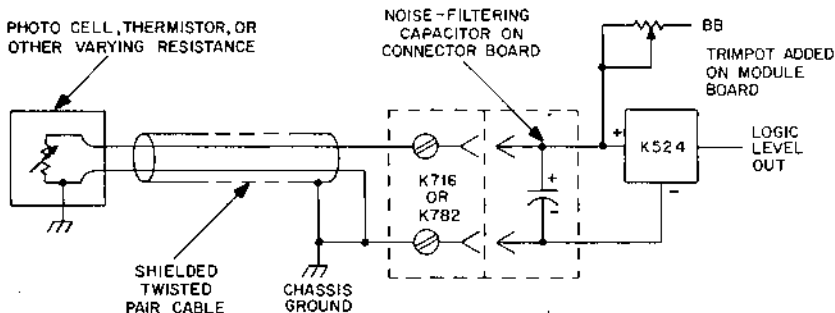 PHOTO CELL, THERMISTOR, OR
OTHER VARYING RESISTANCE
NOISE-FILTERING
CAPACITOR ON
CONNECTOR BOARD
BB
TRIMPOT ADDED
ON MODULE
BOARD
+
K524
LOGIC
LEVEL
OUT
-
K716
OR
K782
+
-
SHIELDED
TWISTED
PAIR CABLE
CHASSIS
GROUND